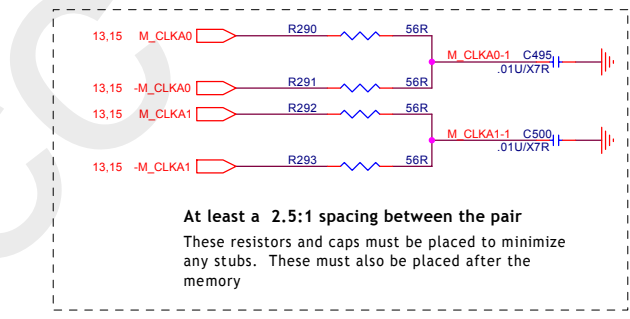 13,15 M_CLKA0 R290 56R
M_CLKA0-1 C495
.01U/X7R
13,15 -M_CLKA0 R291 56R
13,15 M_CLKA1 R292 56R
M_CLKA1-1 C500
.01U/X7R
13,15 -M_CLKA1 R293 56R
At least a 2.5:1 spacing between the pair
These resistors and caps must be placed to minimize
any stubs. These must also be placed after the
memory